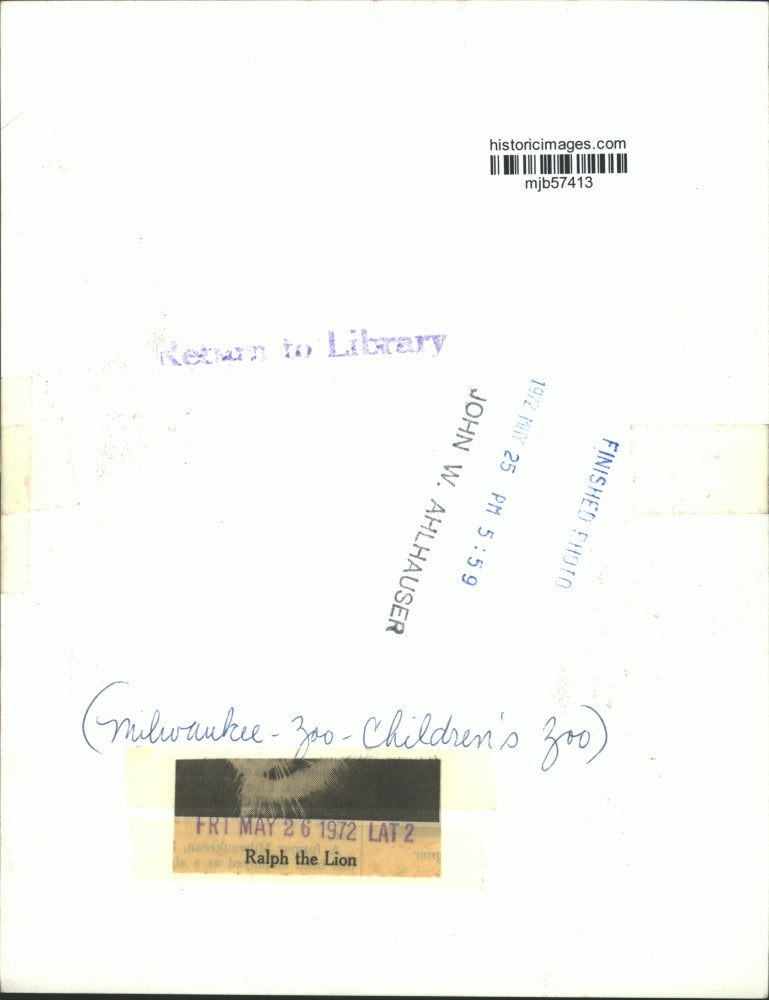 historicimages.com
mjb57413
Return to Library
JOHN W. AHLHAUSER
1972 MAY 25 PM 5:59
FINISHED PHOTO
(Milwaukee - Zoo - Children's Zoo)
FRI MAY 26 1972 LAT 2
Ralph the Lion